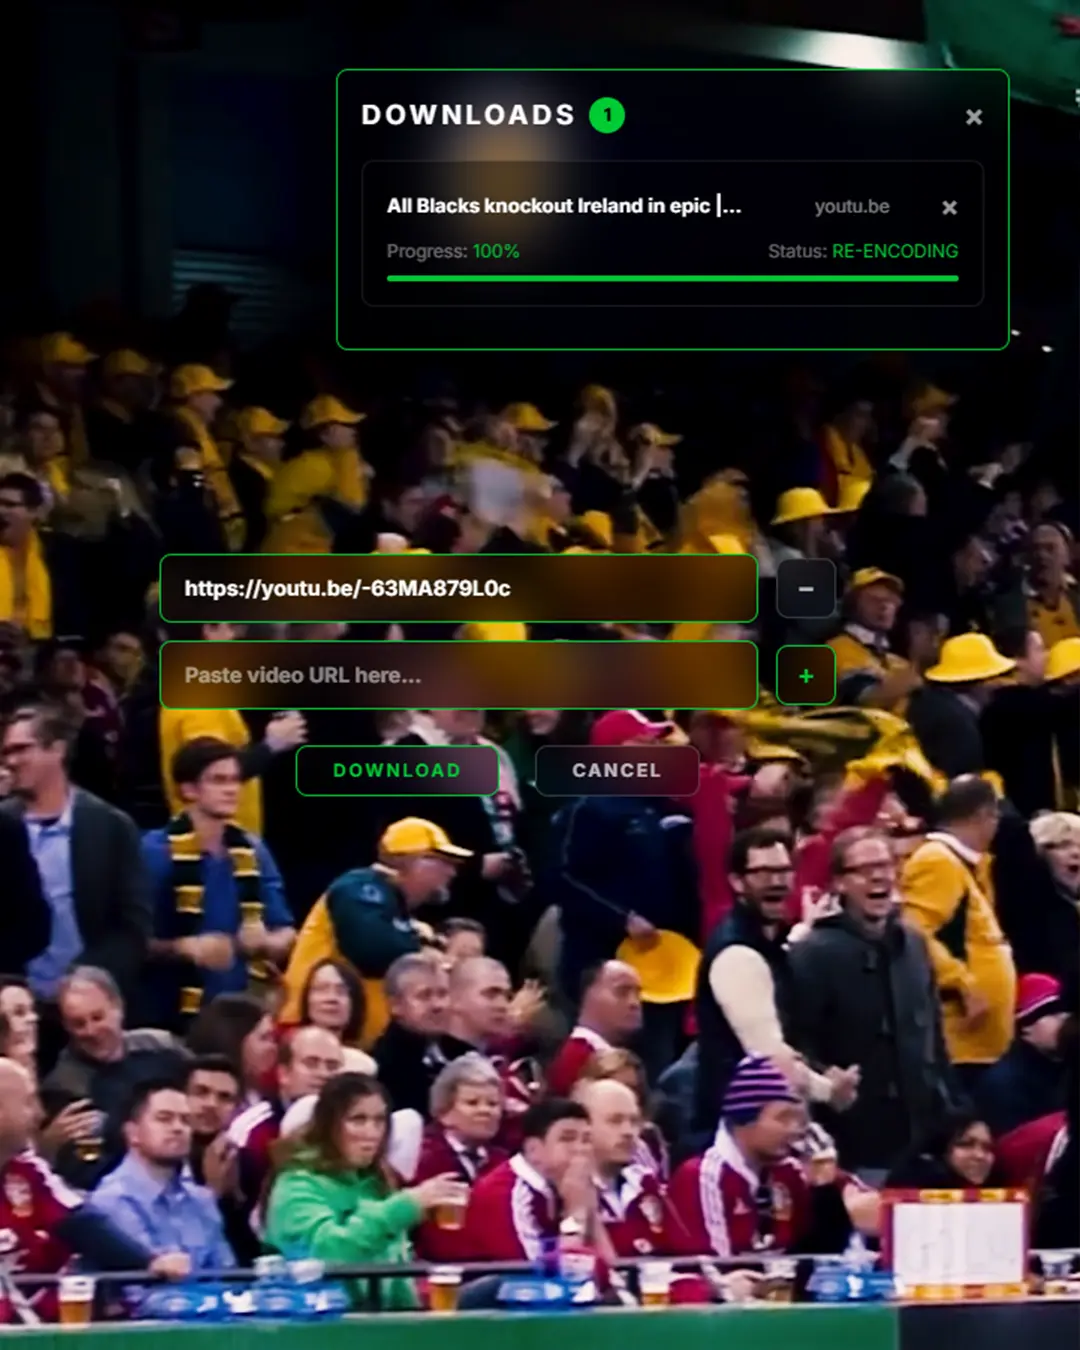 DOWNLOADS 1 ×
All Blacks knockout Ireland in epic |... youtu.be ×
Progress: 100% Status: RE-ENCODING
https://youtu.be/-63MA879L0c −
Paste video URL here... +
DOWNLOAD CANCEL